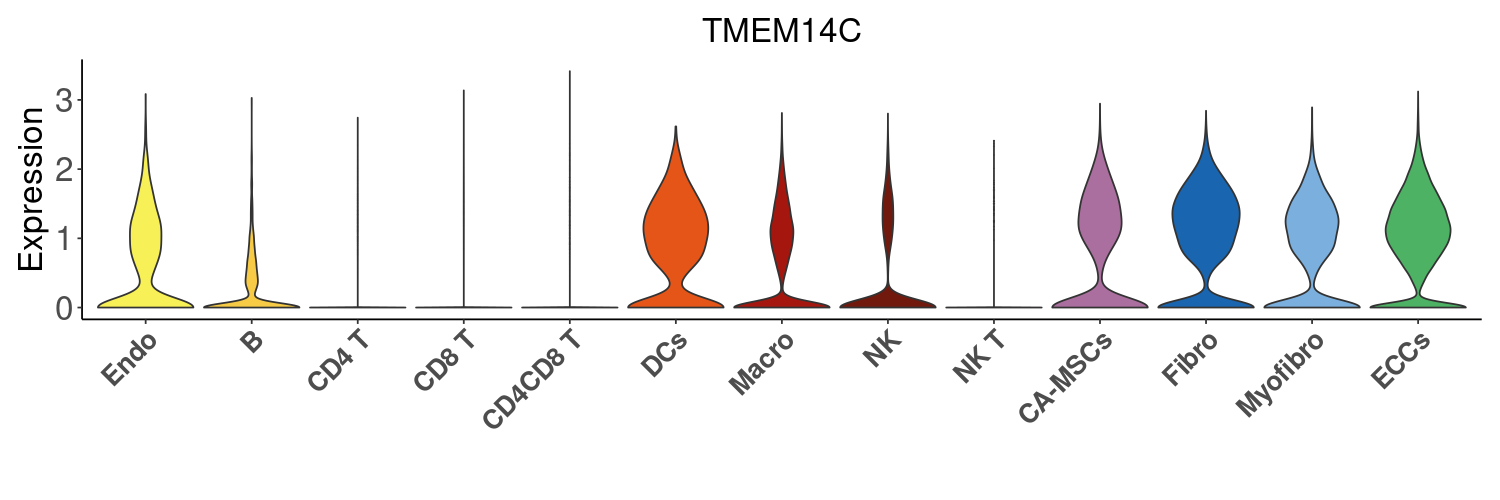 TMEM14C
Expression
3
2
1
0
Endo
B
CD4 T
CD8 T
CD4CD8 T
DCs
Macro
NK
NK T
CA-MSCs
Fibro
Myofibro
ECCs